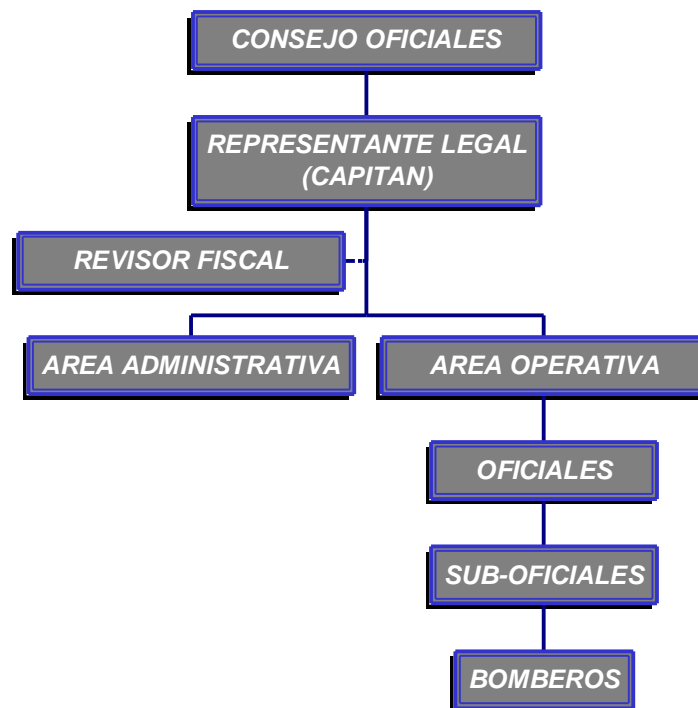 CONSEJO OFICIALES
REPRESENTANTE LEGAL
(CAPITAN)
REVISOR FISCAL
AREA ADMINISTRATIVA
AREA OPERATIVA
OFICIALES
SUB-OFICIALES
BOMBEROS